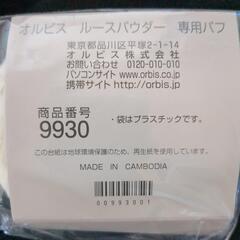 オルビス ルースパウダー 専用パフ
東京都品川区平塚2-1-14
オルビス株式会社
お問い合わせ 0120-010-010
パソコンサイト www.orbis.co.jp
携帯サイト http://orbis.jp
商品番号
9930
・袋はプラスチックです。
この台紙は地球環境保護のため、再生紙を使用しています。
MADE IN CAMBODIA
00993001